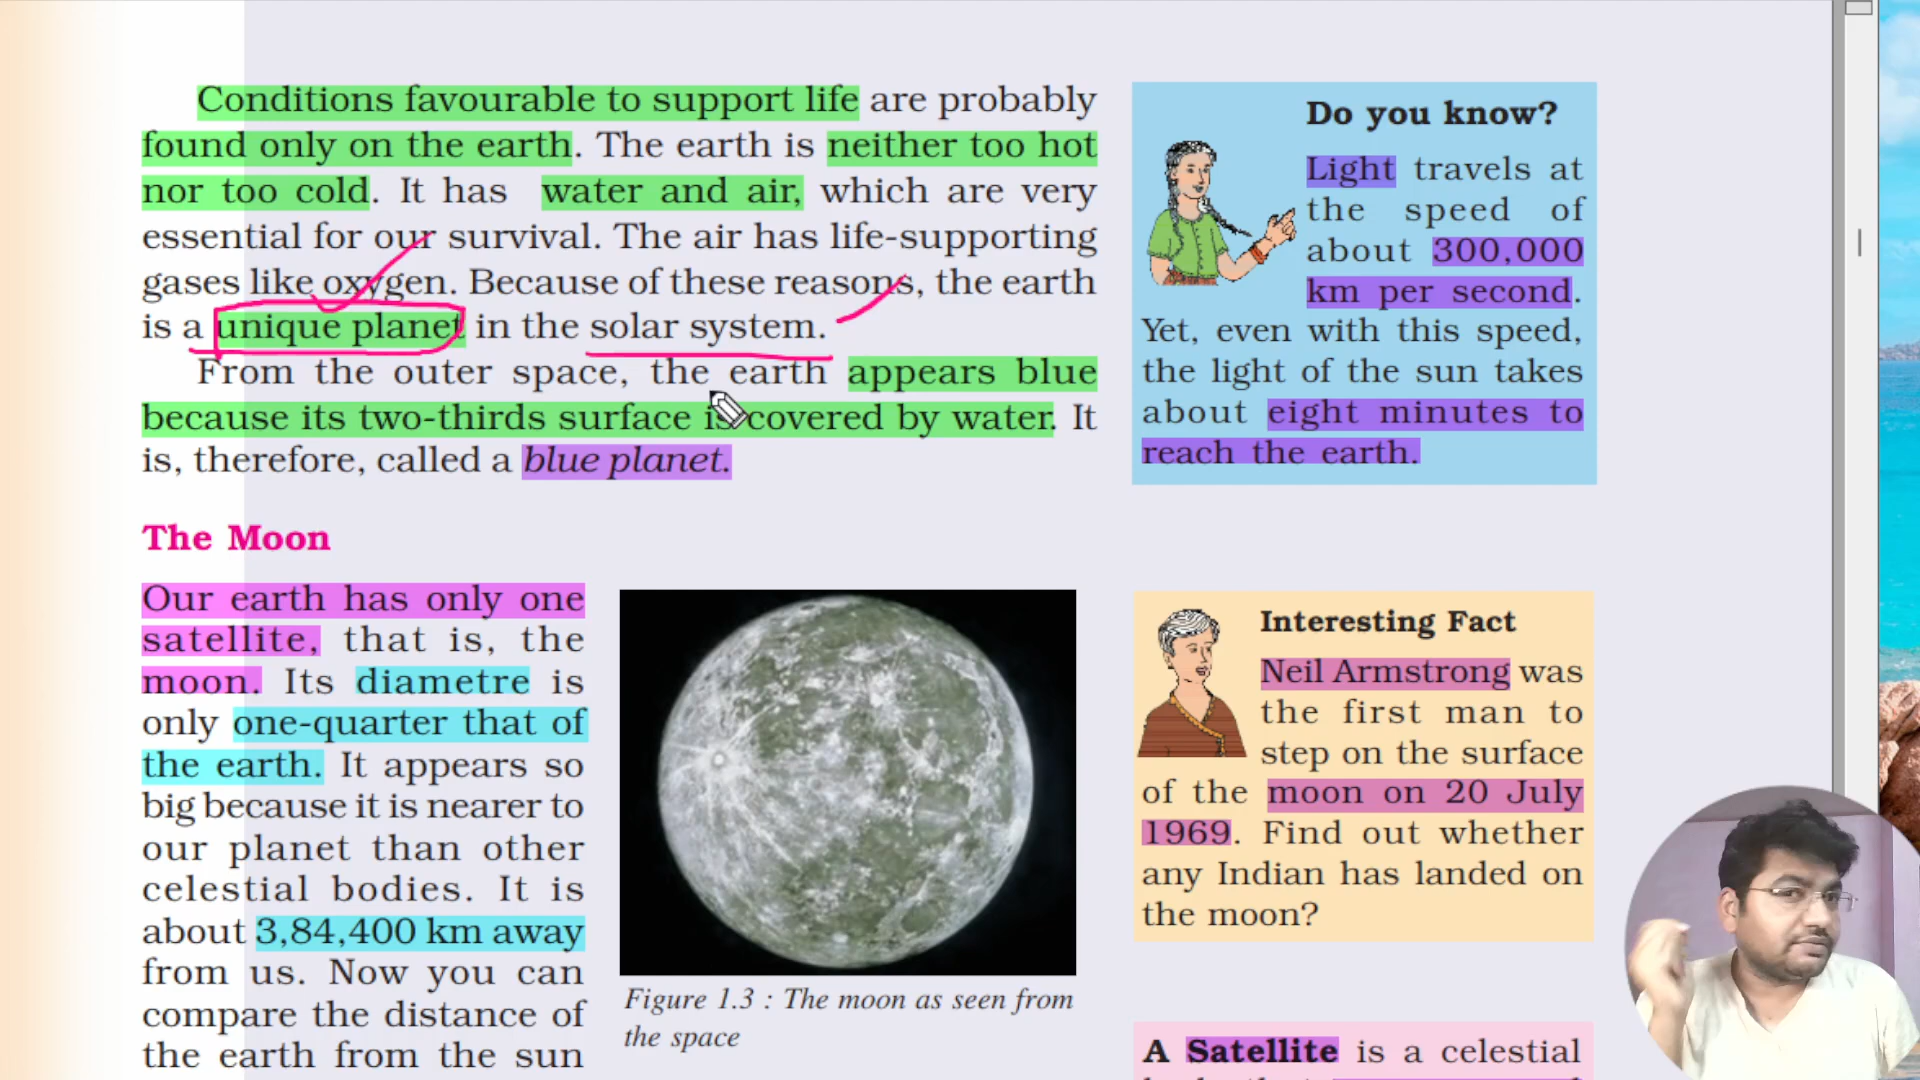 Conditions favourable to support life are probably
found only on the earth. The earth is neither too hot
nor too cold. It has water and air, which are very
essential for our survival. The air has life-supporting
gases like oxygen. Because of these reasons, the earth
is a unique planet in the solar system.
From the outer space, the earth appears blue
because its two-thirds surface is covered by water. It
is, therefore, called a blue planet.
The Moon
Our earth has only one
satellite, that is, the
moon. Its diametre is
only one-quarter that of
the earth. It appears so
big because it is nearer to
our planet than other
celestial bodies. It is
about 3,84,400 km away
from us. Now you can
compare the distance of
the earth from the sun
Figure 1.3 : The moon as seen from
the space
Do you know?
Light travels at
the speed of
about 300,000
km per second.
Yet, even with this speed,
the light of the sun takes
about eight minutes to
reach the earth.
Interesting Fact
Neil Armstrong was
the first man to
step on the surface
of the moon on 20 July
1969. Find out whether
any Indian has landed on
the moon?
A Satellite is a celestial